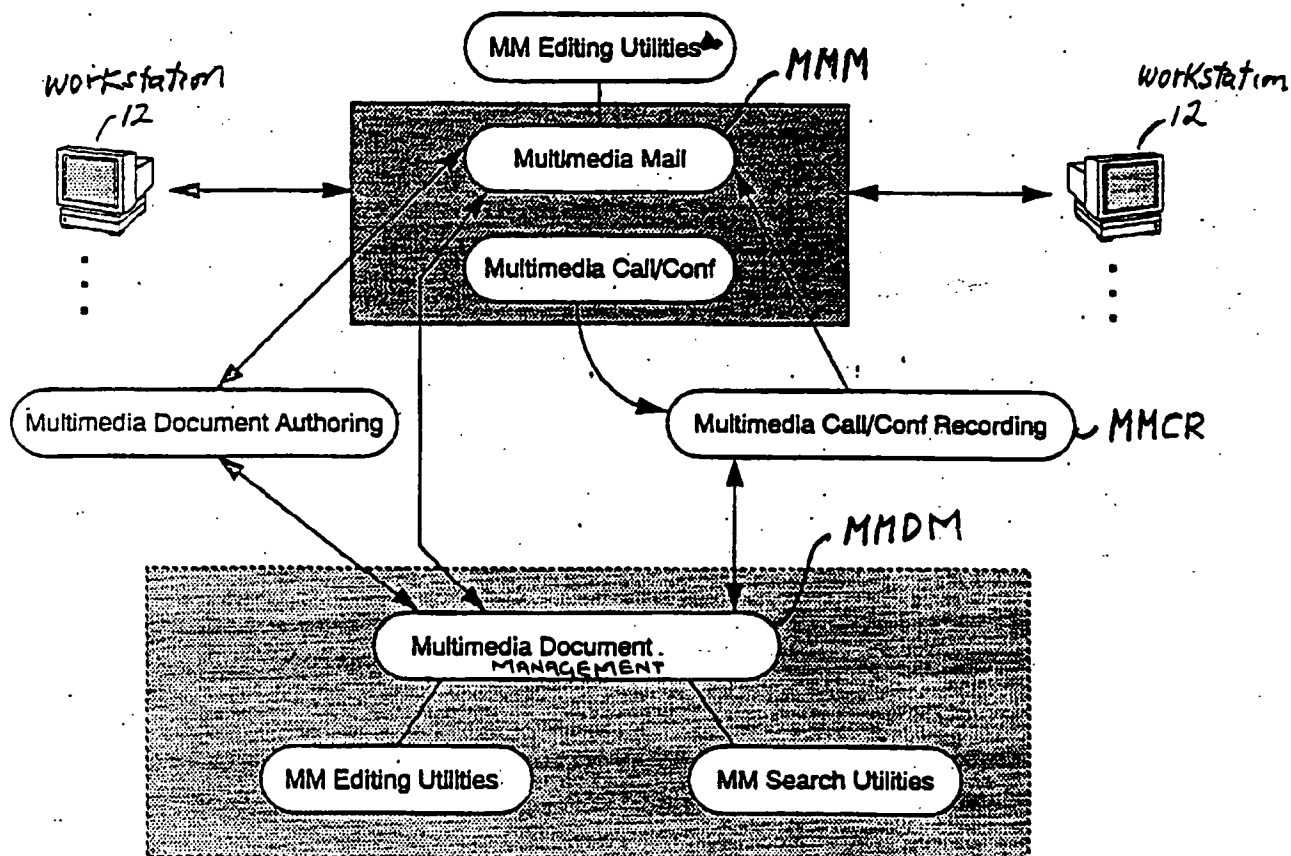 MM Editing Utilities
MMM
workstation
12
workstation
12
Multimedia Mail
Multimedia Call/Conf
Multimedia Document Authoring
Multimedia Call/Conf Recording
MMCR
MMDM
Multimedia Document
MANAGEMENT
MM Editing Utilities
MM Search Utilities